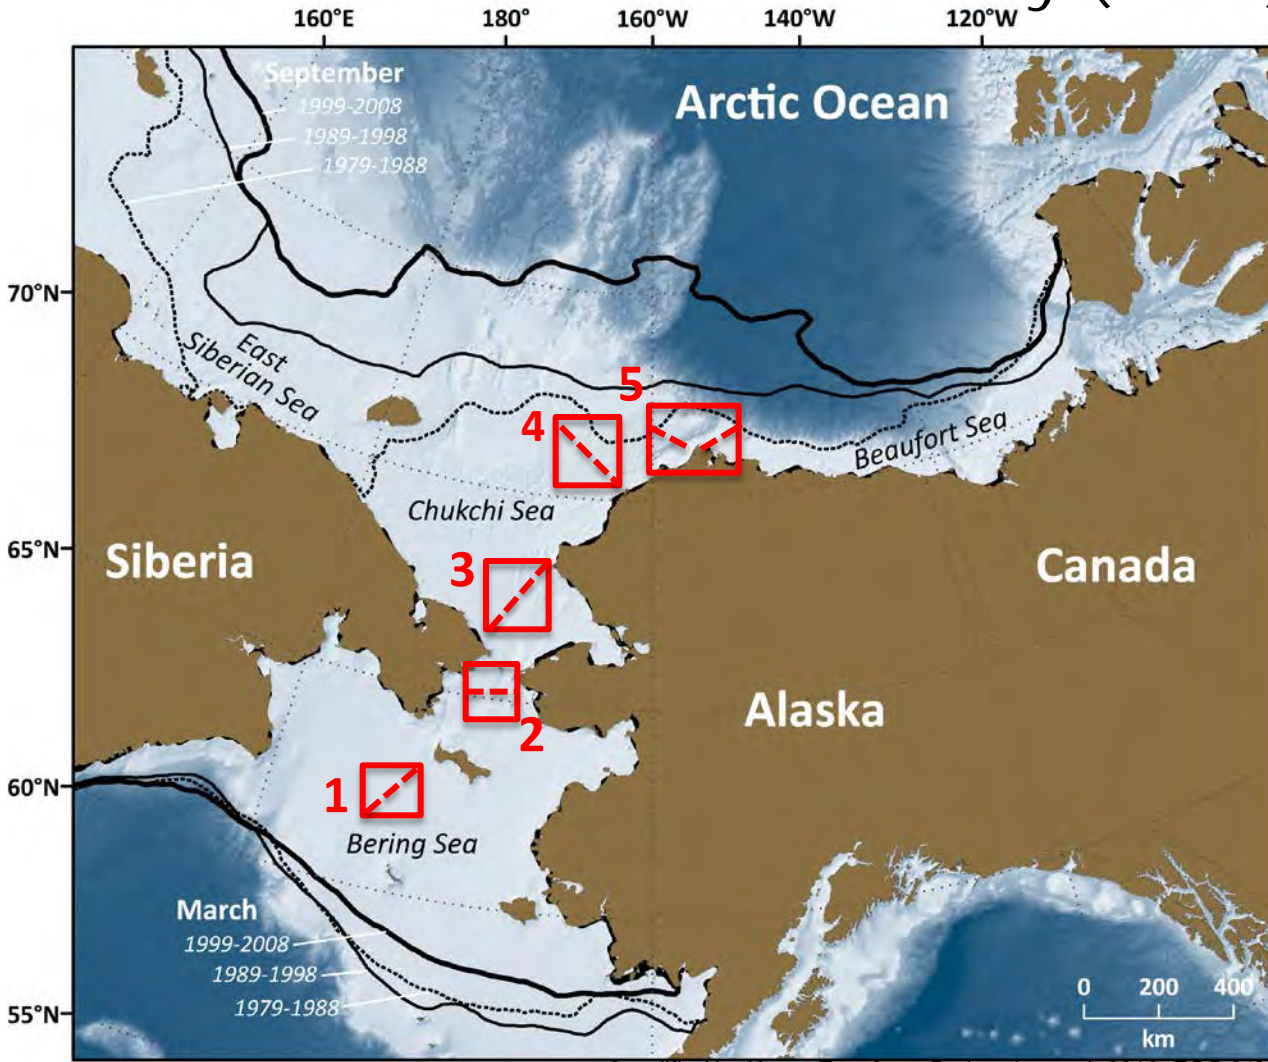 160°E 180° 160°W 140°W 120°W
September
1999-2008
1989-1998
1979-1988
Arctic Ocean
70°N
East
Siberian Sea
5
4
Beaufort Sea
Chukchi Sea
65°N
Siberia
3
Canada
2
Alaska
60°N
1
Bering Sea
March
1999-2008
1989-1998
1979-1988
55°N
0 200 400
km